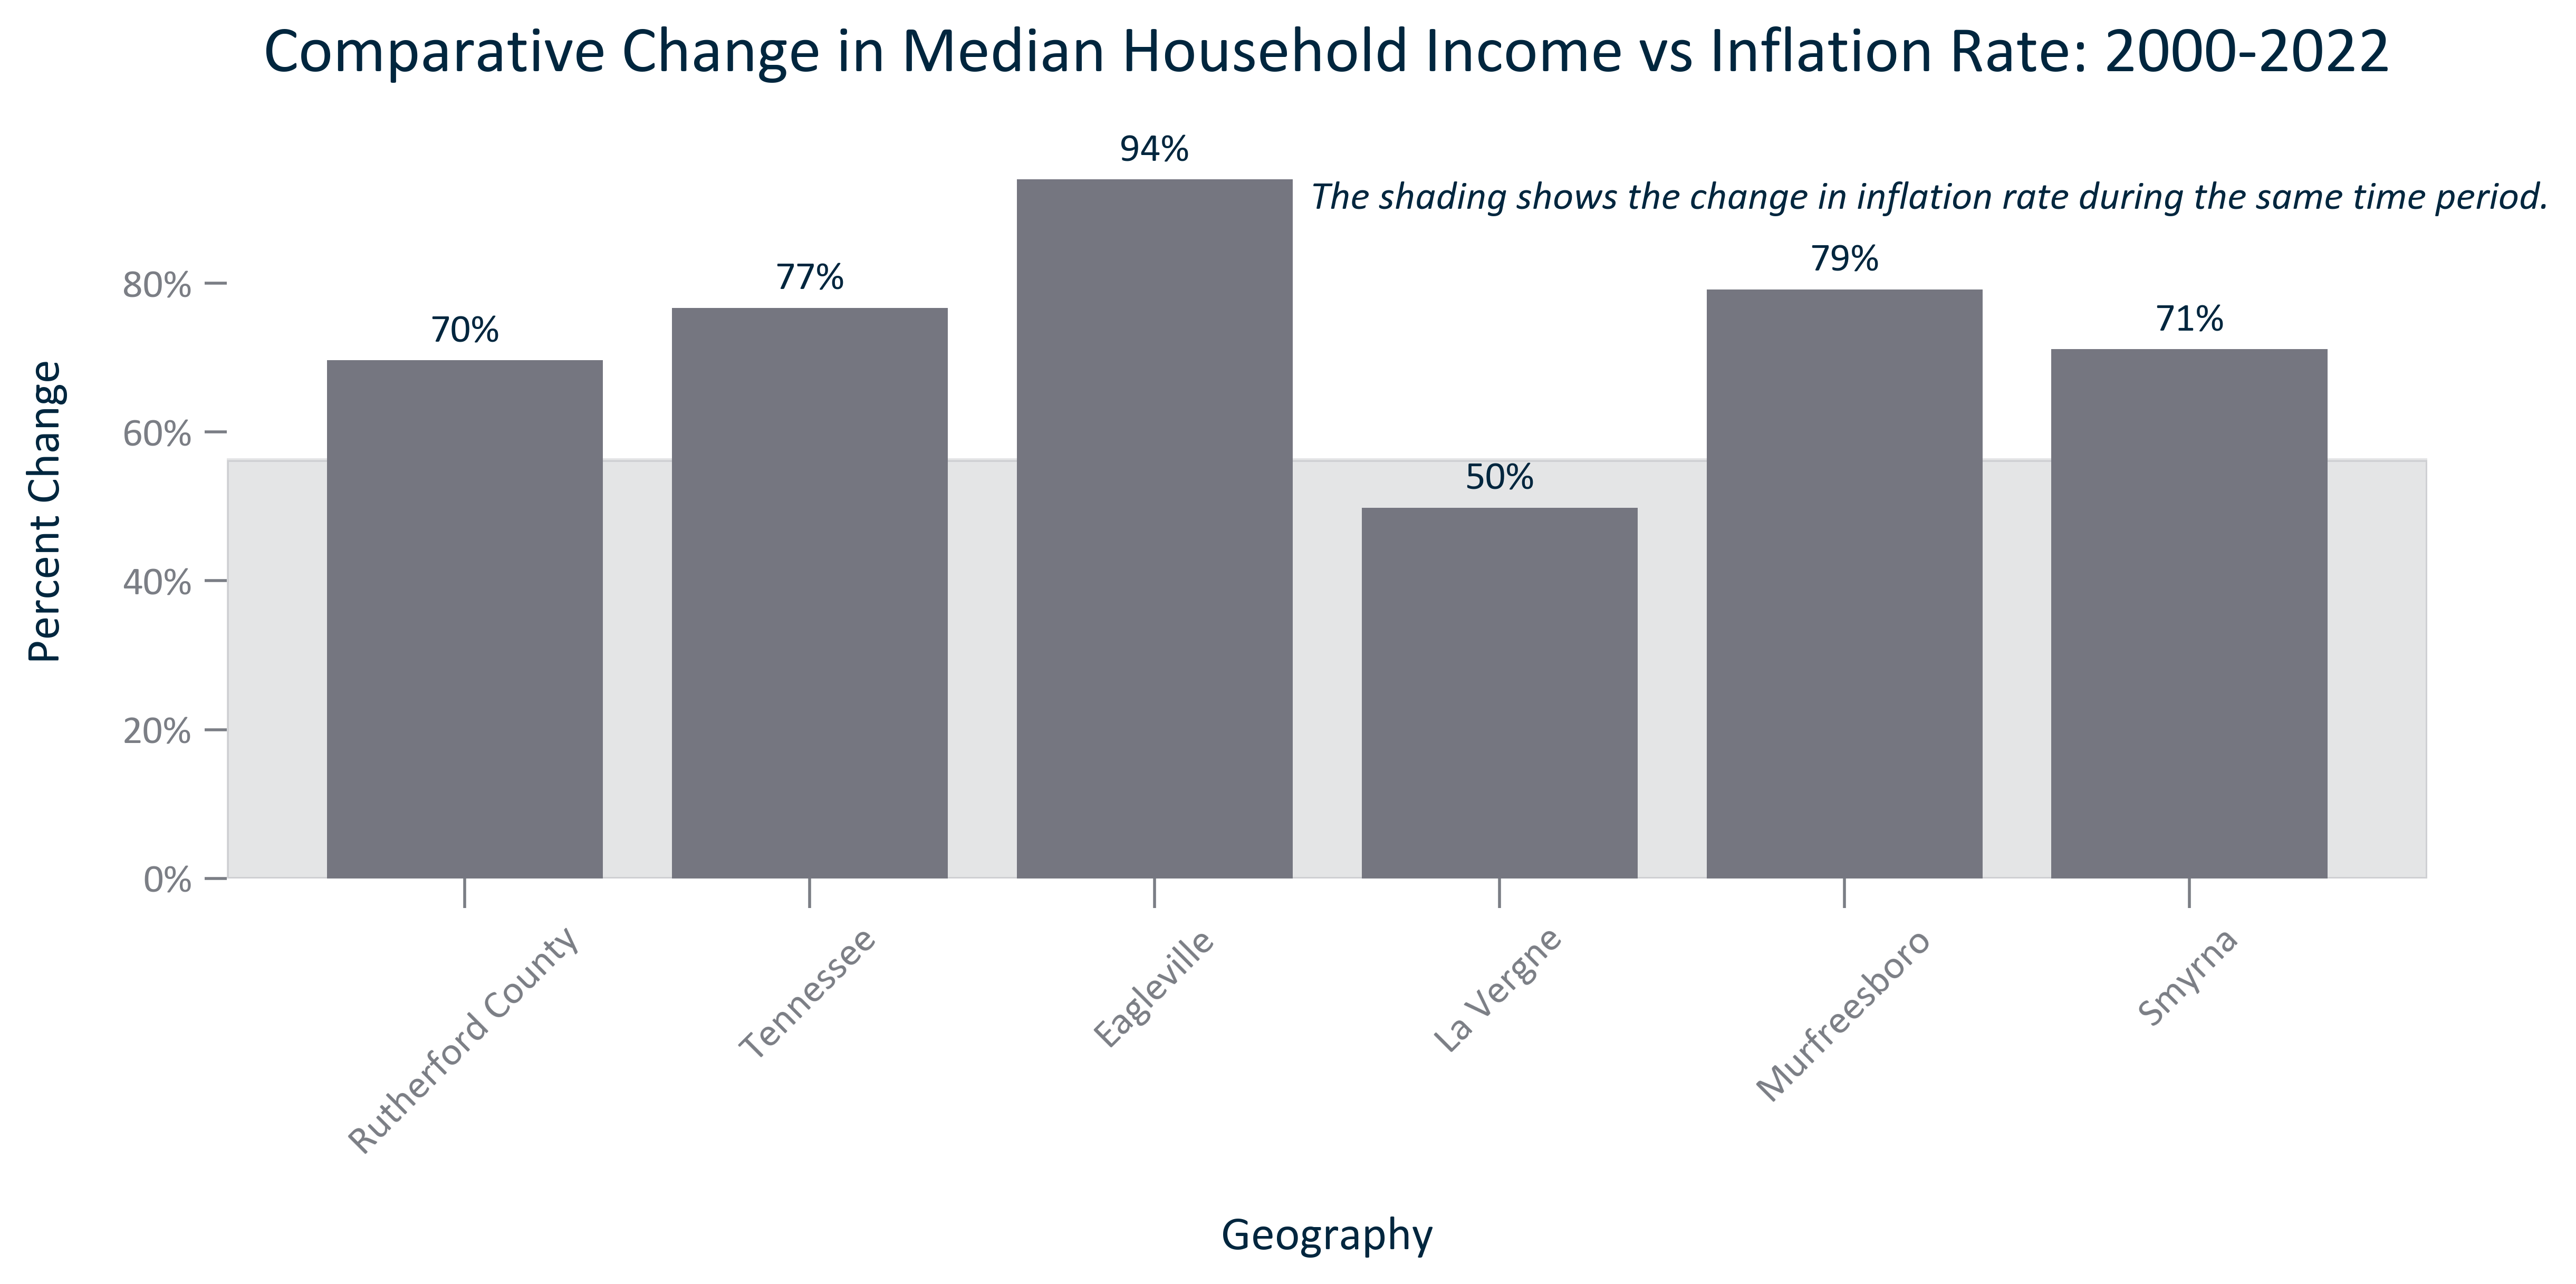 Comparative Change in Median Household Income vs Inflation Rate: 2000-2022
94%
The shading shows the change in inflation rate during the same time period.
79%
77%
80%
71%
70%
60%
50%
40%
20%
0%
Percent Change
Rutherford County
Tennessee
Eagleville
La Vergne
Murfreesboro
Smyrna
Geography